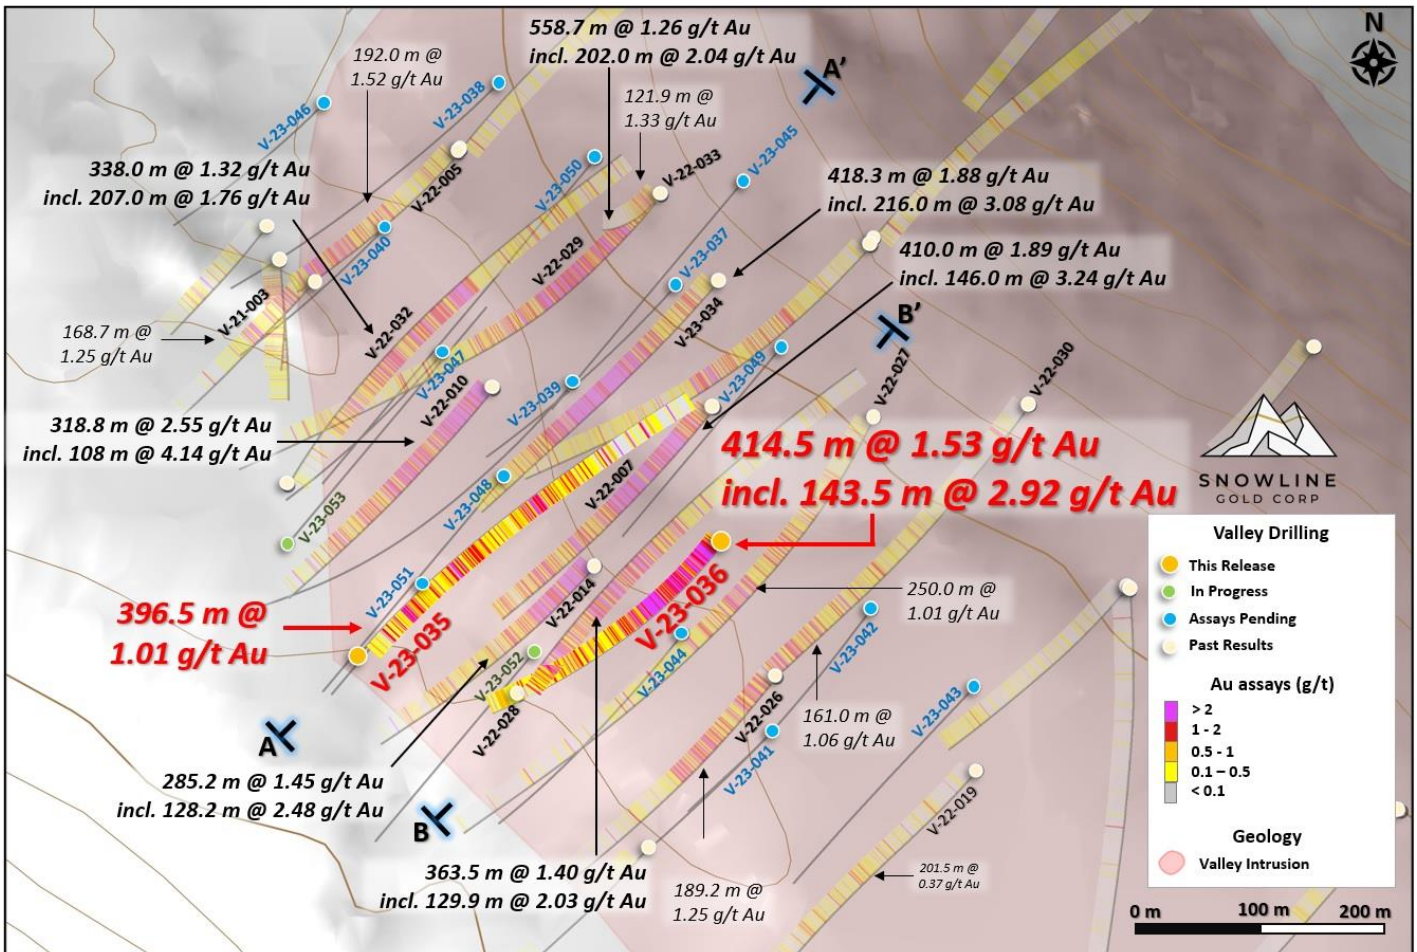 558.7 m @ 1.26 g/t Au
incl. 202.0 m @ 2.04 g/t Au
N
192.0 m @
1.52 g/t Au
V-23-038
A’
121.9 m @
1.33 g/t Au
V-23-046
V-23-045
338.0 m @ 1.32 g/t Au
incl. 207.0 m @ 1.76 g/t Au
V-22-005
V-23-050
V-22-033
418.3 m @ 1.88 g/t Au
incl. 216.0 m @ 3.08 g/t Au
V-23-040
V-22-029
V-23-037
410.0 m @ 1.89 g/t Au
incl. 146.0 m @ 3.24 g/t Au
V-21-003
V-22-032
V-23-034
B’
168.7 m @
1.25 g/t Au
V-23-047
V-22-010
V-23-039
V-23-049
V-22-027
V-22-030
318.8 m @ 2.55 g/t Au
incl. 108 m @ 4.14 g/t Au
414.5 m @ 1.53 g/t Au
incl. 143.5 m @ 2.92 g/t Au
SNOWLINE
GOLD CORP
V-23-053
V-23-048
V-22-007
Valley Drilling
This Release
In Progress
Assays Pending
Past Results
V-23-051
V-22-014
V-23-036
250.0 m @
1.01 g/t Au
396.5 m @
1.01 g/t Au
V-23-035
V-23-052
V-23-044
V-23-042
Au assays (g/t)
> 2
1 - 2
0.5 - 1
0.1 – 0.5
< 0.1
V-22-028
V-22-026
161.0 m @
1.06 g/t Au
V-23-043
A
V-23-041
285.2 m @ 1.45 g/t Au
incl. 128.2 m @ 2.48 g/t Au
B
V-22-019
Geology
Valley Intrusion
363.5 m @ 1.40 g/t Au
incl. 129.9 m @ 2.03 g/t Au
189.2 m @
1.25 g/t Au
201.5 m @
0.37 g/t Au
0 m 100 m 200 m